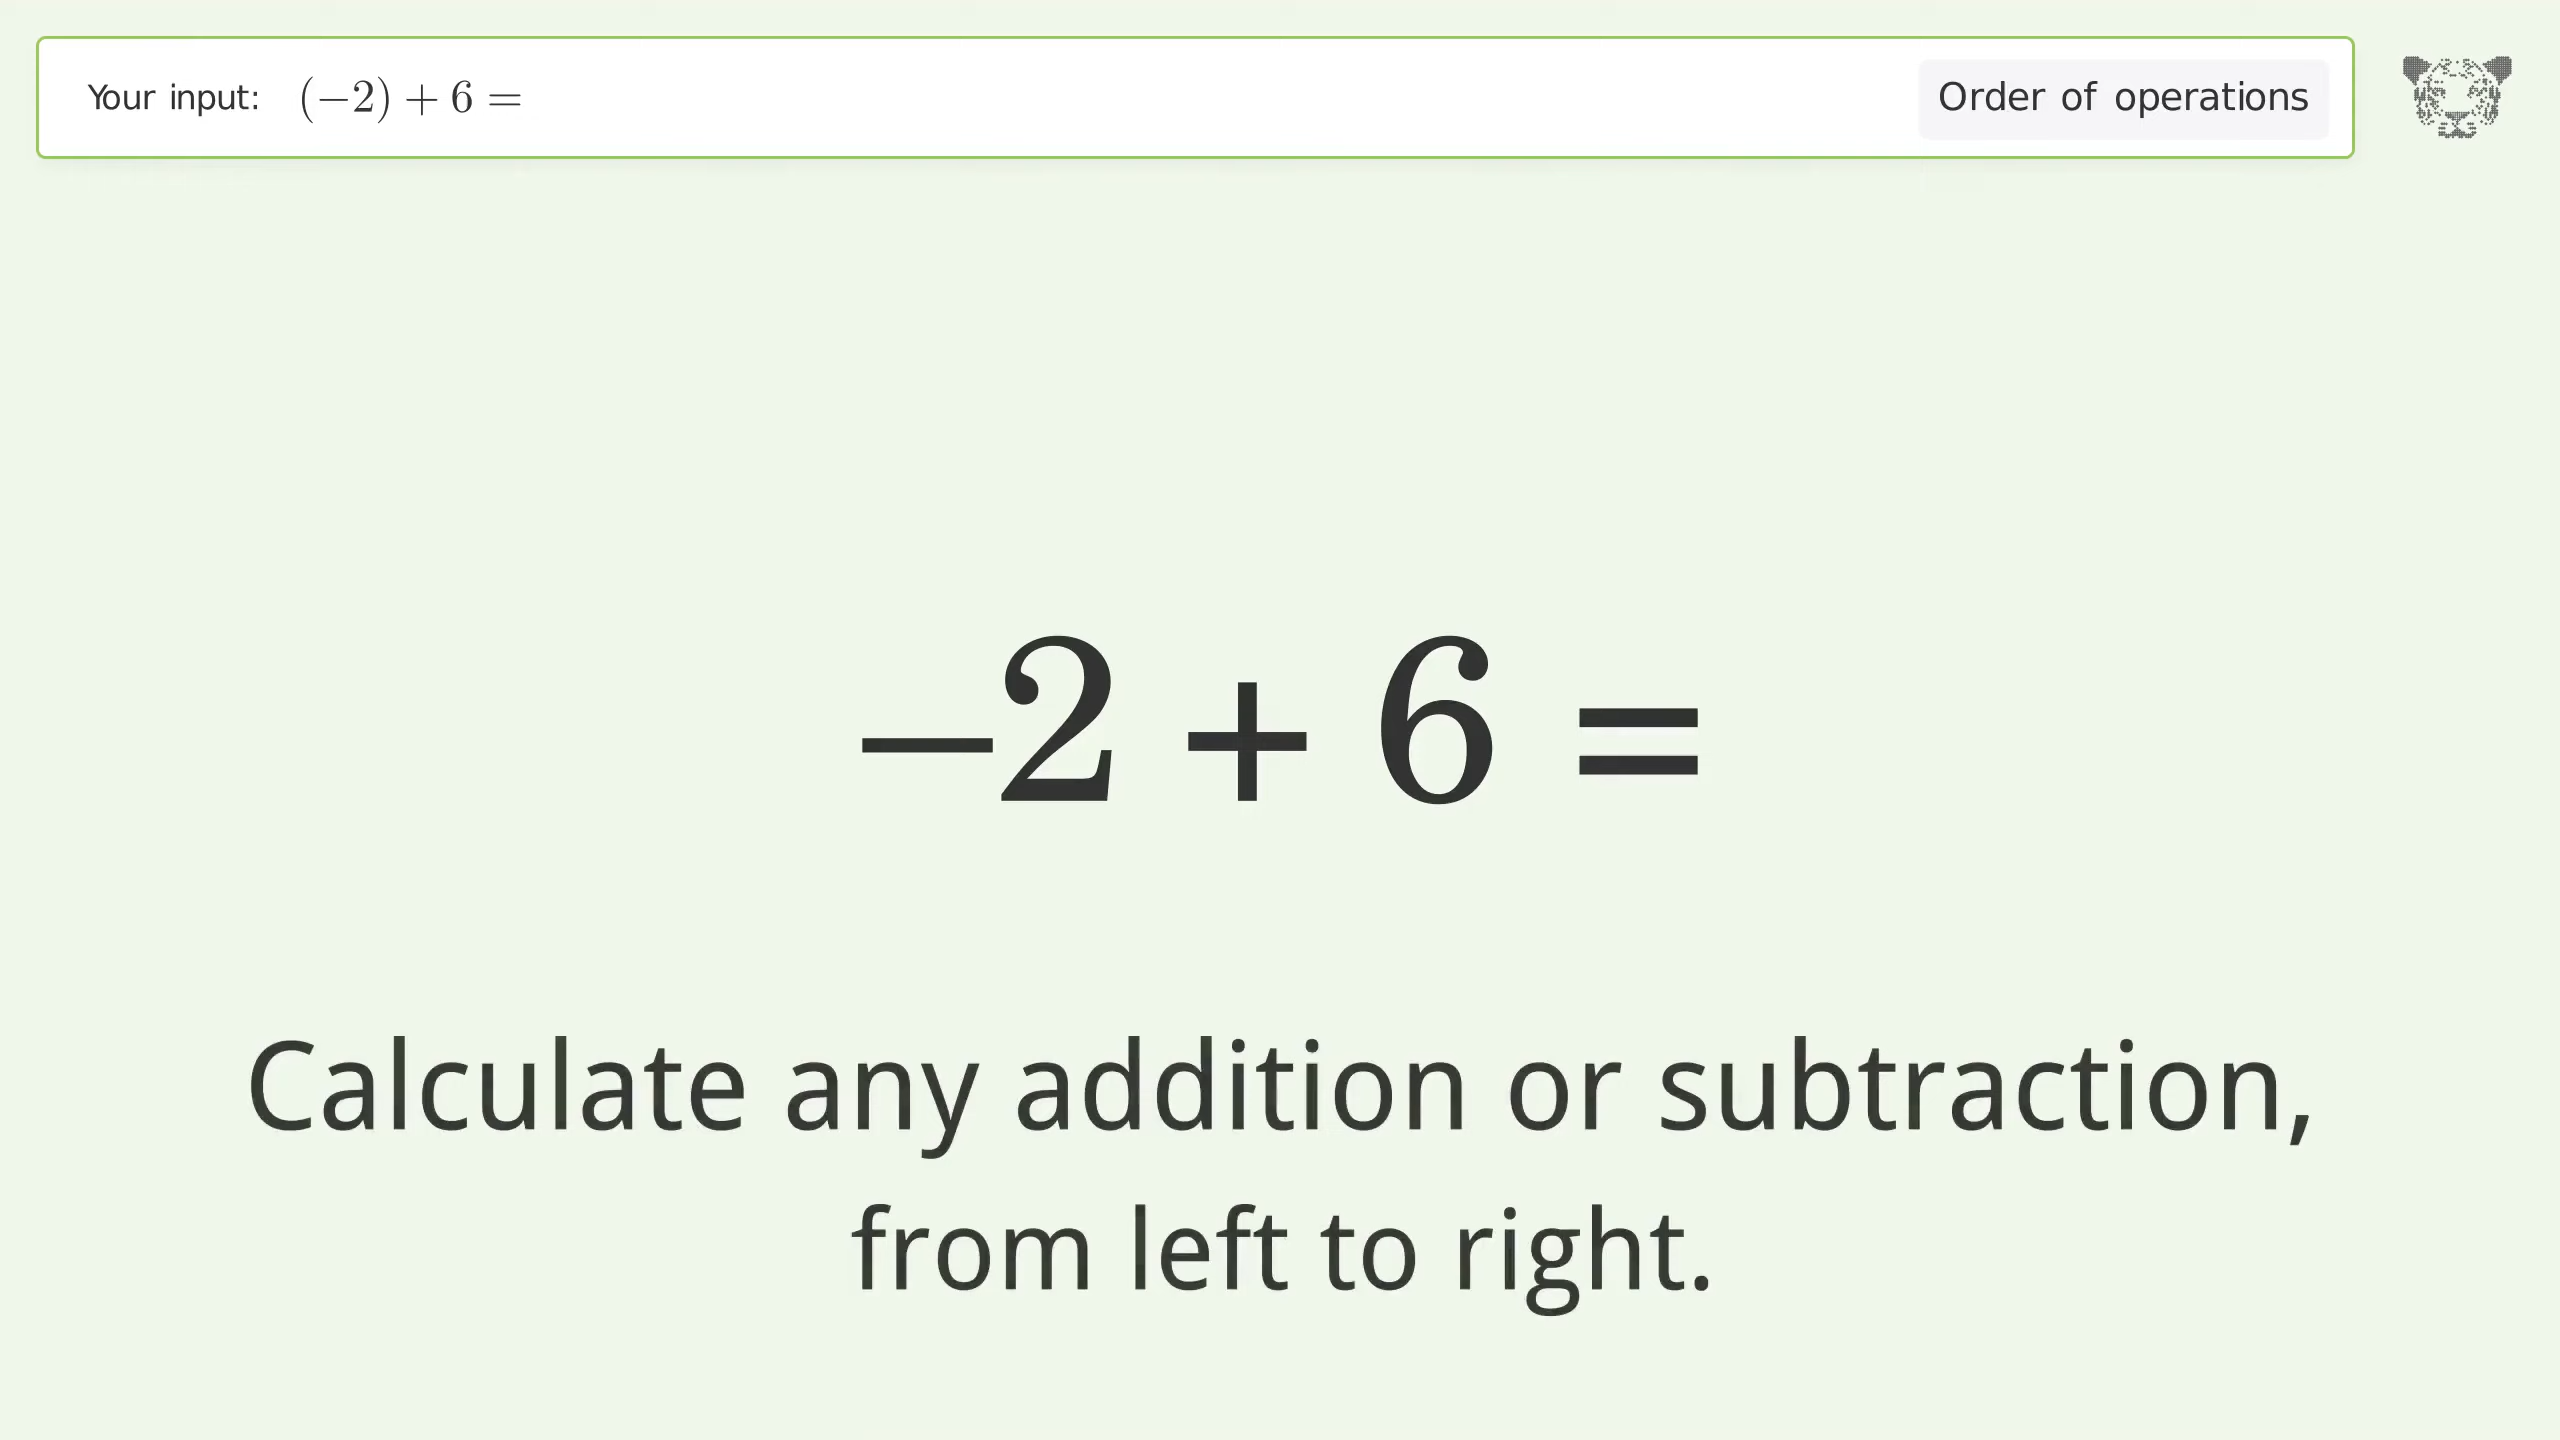 Your input: (−2) + 6 =
Order of operations
−2 + 6 =
Calculate any addition or subtraction,
from left to right.